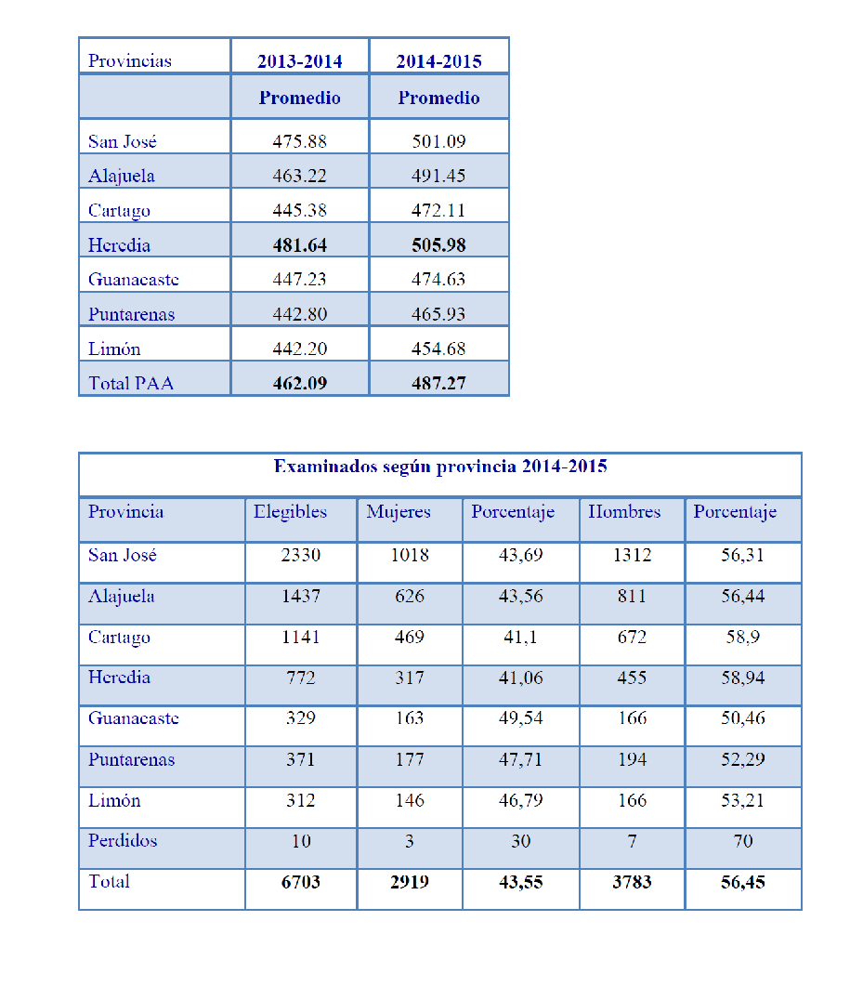 Provincias 2013-2014 2014-2015
Promedio Promedio
San José 475.88 501.09
Alajuela 463.22 491.45
Cartago 445.38 472.11
Heredia 481.64 505.98
Guanacaste 447.23 474.63
Puntarenas 442.80 465.93
Limón 442.20 454.68
Total PAA 462.09 487.27
Examinados según provincia 2014-2015
Provincia Elegibles Mujeres Porcentaje Hombres Porcentaje
San José 2330 1018 43,69 1312 56,31
Alajuela 1437 626 43,56 811 56,44
Cartago 1141 469 41,1 672 58,9
Heredia 772 317 41,06 455 58,94
Guanacaste 329 163 49,54 166 50,46
Puntarenas 371 177 47,71 194 52,29
Limón 312 146 46,79 166 53,21
Perdidos 10 3 30 7 70
Total 6703 2919 43,55 3783 56,45